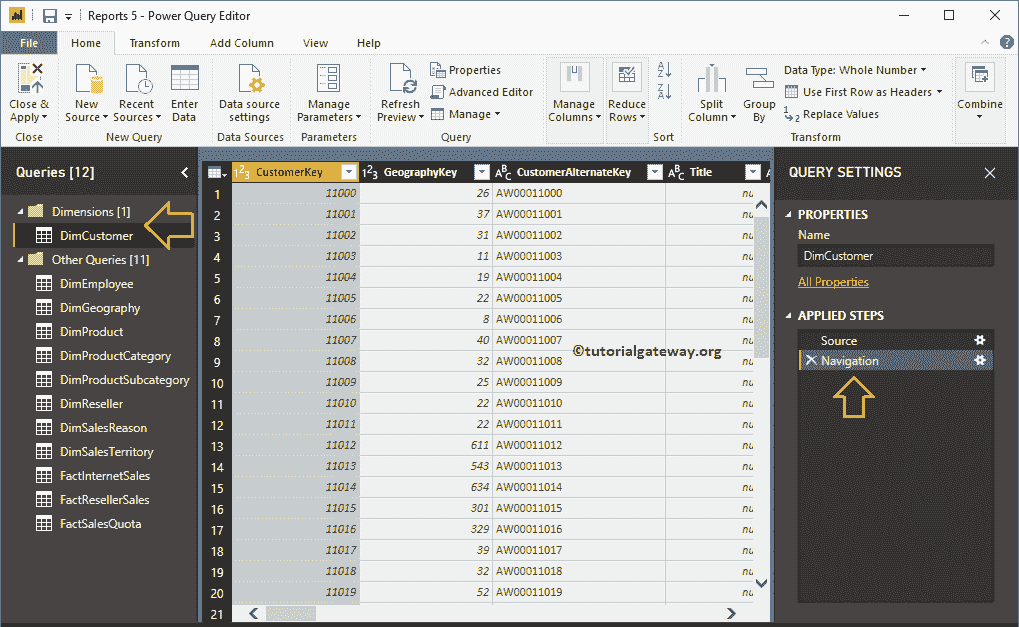 Reports 5 - Power Query Editor
File Home Transform Add Column View Help
Close & Apply
New Source
Recent Sources
Enter Data
Data source settings
Manage Parameters
Refresh Preview
Properties
Advanced Editor
Manage
Manage Columns
Reduce Rows
Split Column
Group By
Data Type: Whole Number
Use First Row as Headers
Replace Values
Combine
Close New Query Data Sources Parameters Query Sort Transform
Queries [12]
Dimensions [1]
DimCustomer
Other Queries [11]
DimEmployee
DimGeography
DimProduct
DimProductCategory
DimProductSubcategory
DimReseller
DimSalesReason
DimSalesTerritory
FactInternetSales
FactResellerSales
FactSalesQuota
CustomerKey GeographyKey CustomerAlternateKey Title
1 11000 26 AW00011000 nu
2 11001 37 AW00011001 nu
3 11002 31 AW00011002 nu
4 11003 11 AW00011003 nu
5 11004 19 AW00011004 nu
6 11005 22 AW00011005 nu
7 11006 8 AW00011006 nu
8 11007 40 AW00011007 nu
9 11008 32 AW00011008 nu
10 11009 25 AW00011009 nu
11 11010 22 AW00011010 nu
12 11011 22 AW00011011 nu
13 11012 611 AW00011012 nu
14 11013 543 AW00011013 nu
15 11014 634 AW00011014 nu
16 11015 301 AW00011015 nu
17 11016 329 AW00011016 nu
18 11017 39 AW00011017 nu
19 11018 32 AW00011018 nu
20 11019 52 AW00011019 nu
21
©tutorialgateway.org
QUERY SETTINGS
PROPERTIES
Name
DimCustomer
All Properties
APPLIED STEPS
Source
Navigation